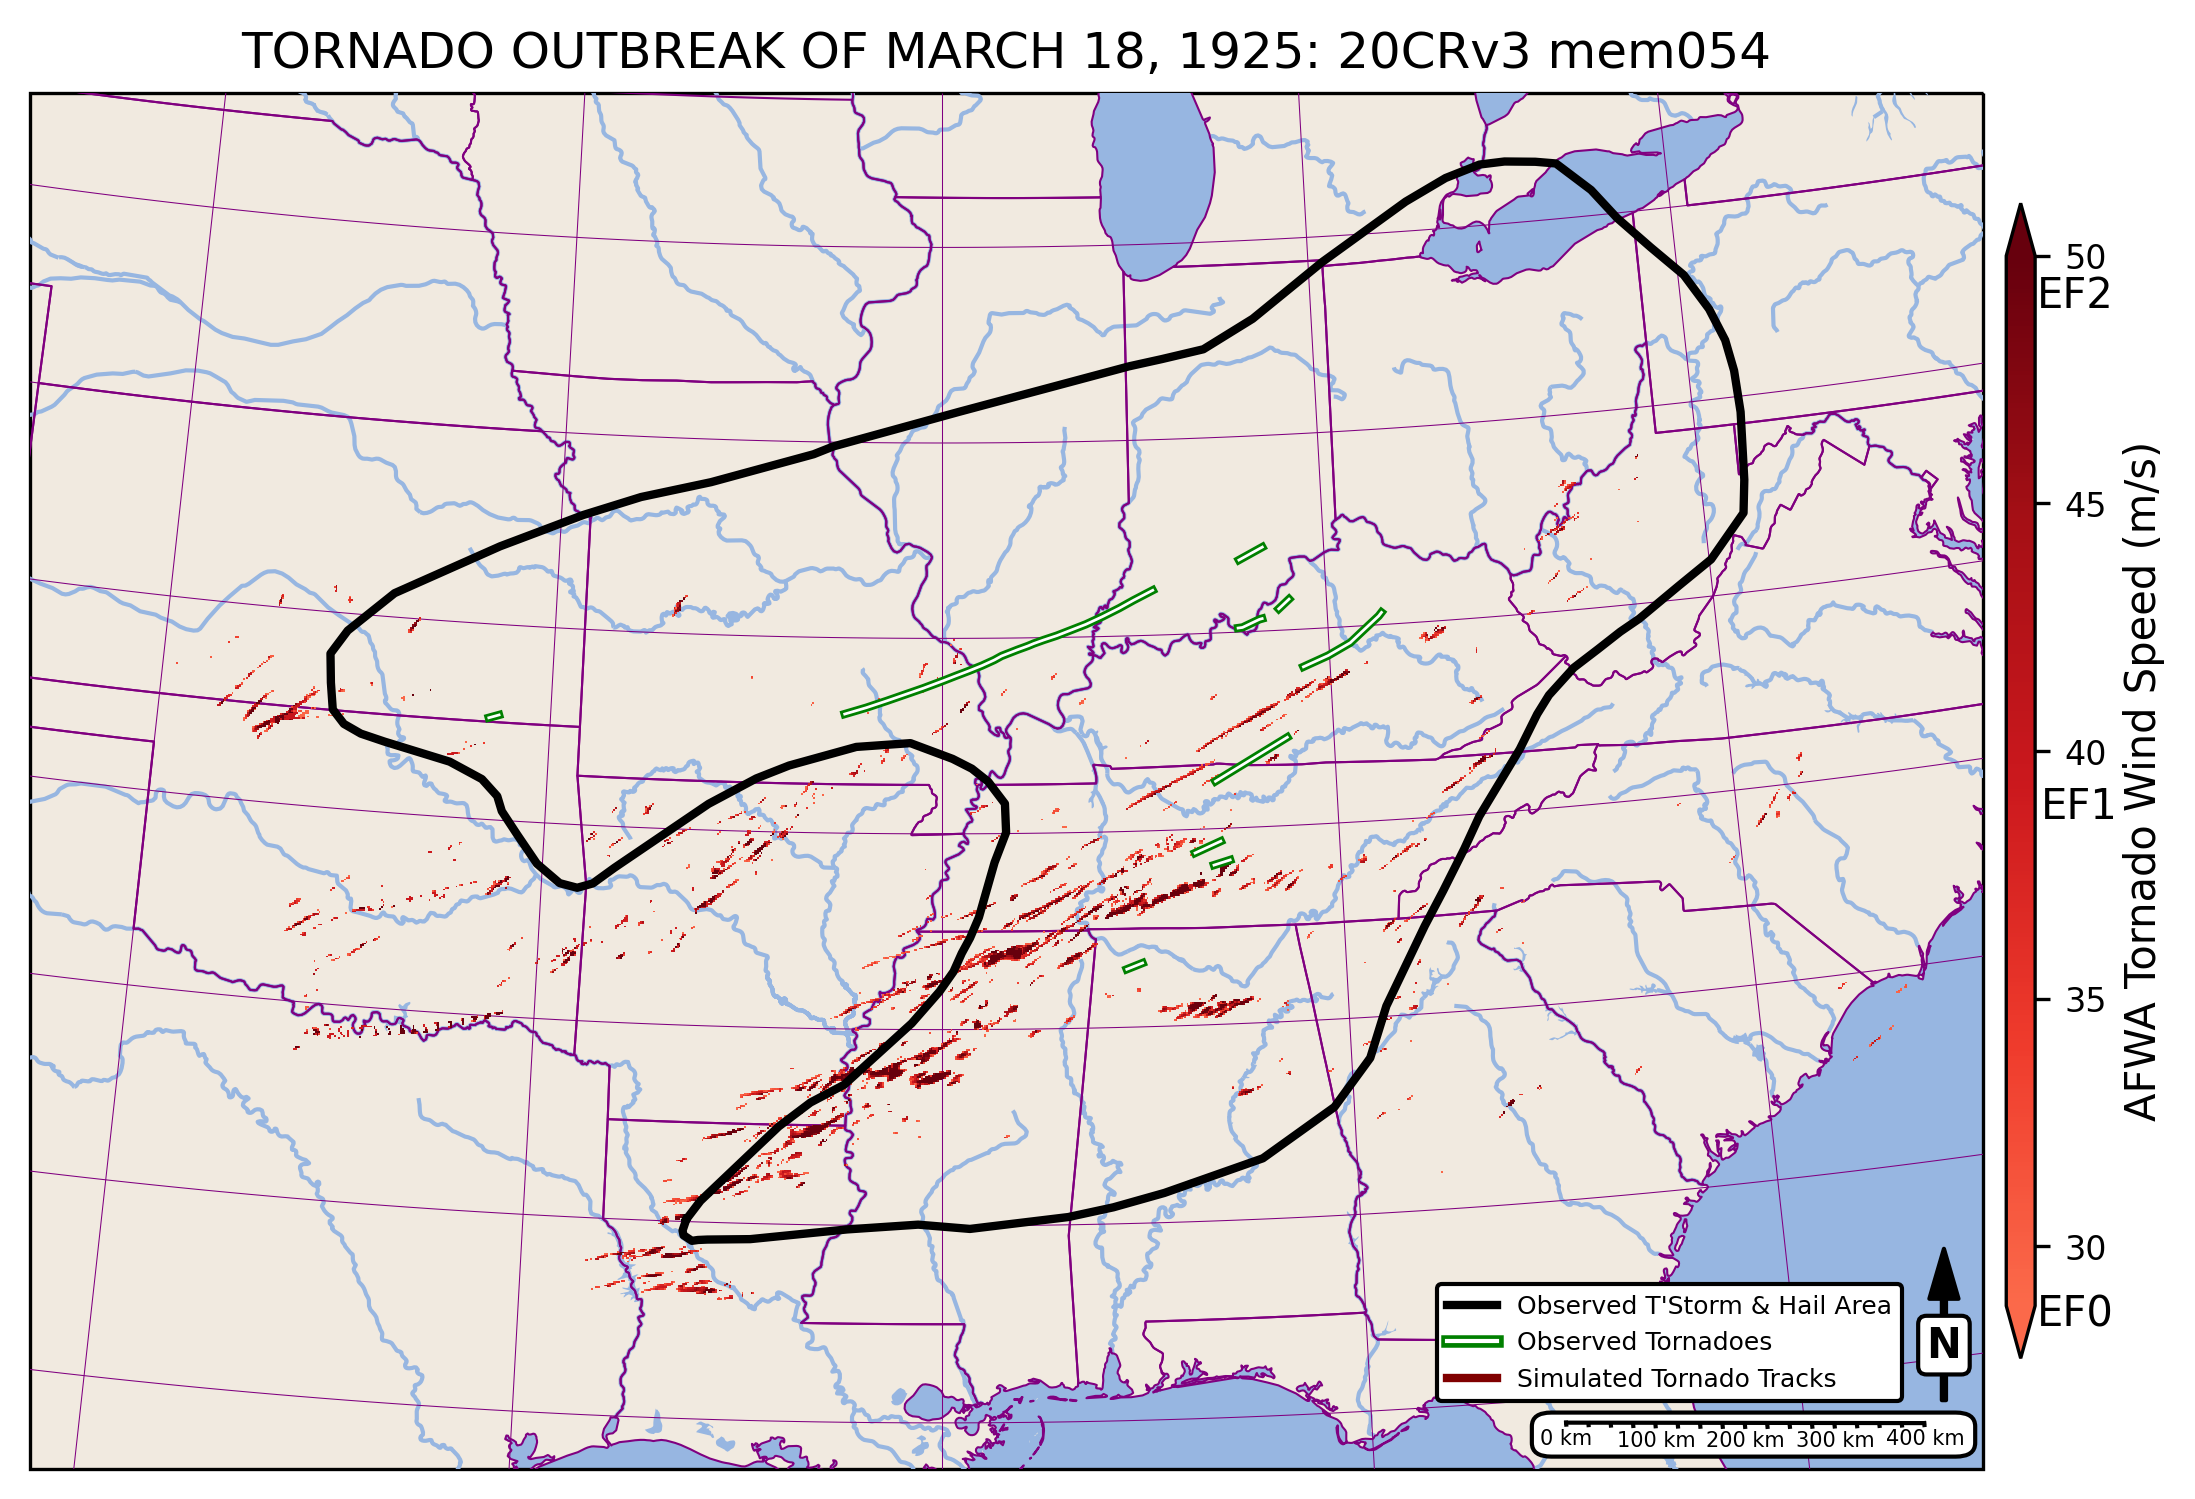 TORNADO OUTBREAK OF MARCH 18, 1925: 20CRv3 mem054
50
EF2
45
40
EF1
35
30
EF0
AFWA Tornado Wind Speed (m/s)
Observed T'Storm & Hail Area
Observed Tornadoes
Simulated Tornado Tracks
N
0 km 100 km 200 km 300 km 400 km